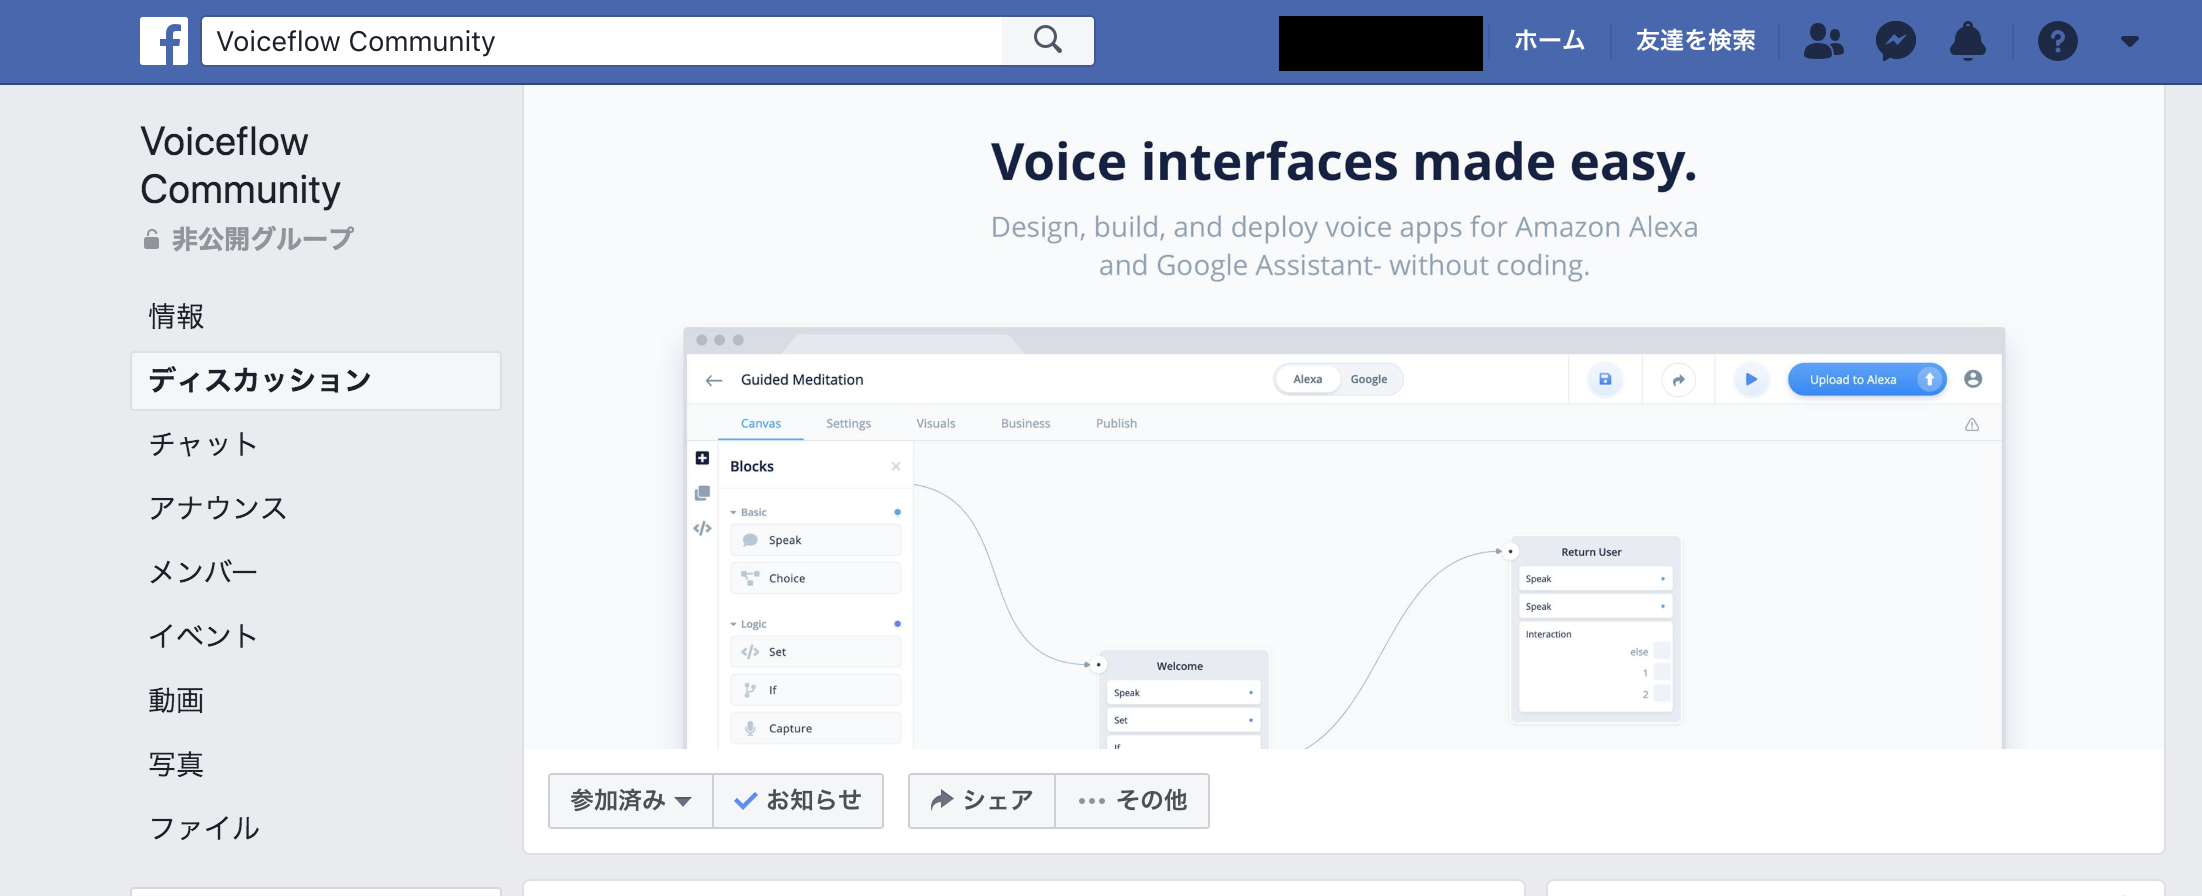 Voiceflow Community
ホーム
友達を検索
Voiceflow
Community
非公開グループ
情報
ディスカッション
チャット
アナウンス
メンバー
イベント
動画
写真
ファイル
Voice interfaces made easy.
Design, build, and deploy voice apps for Amazon Alexa
and Google Assistant- without coding.
Guided Meditation
Alexa
Google
Upload to Alexa
Canvas
Settings
Visuals
Business
Publish
Blocks
Basic
Speak
Choice
Logic
Set
If
Capture
Welcome
Speak
Set
If
Return User
Speak
Speak
Interaction
else
1
2
参加済み
お知らせ
シェア
その他